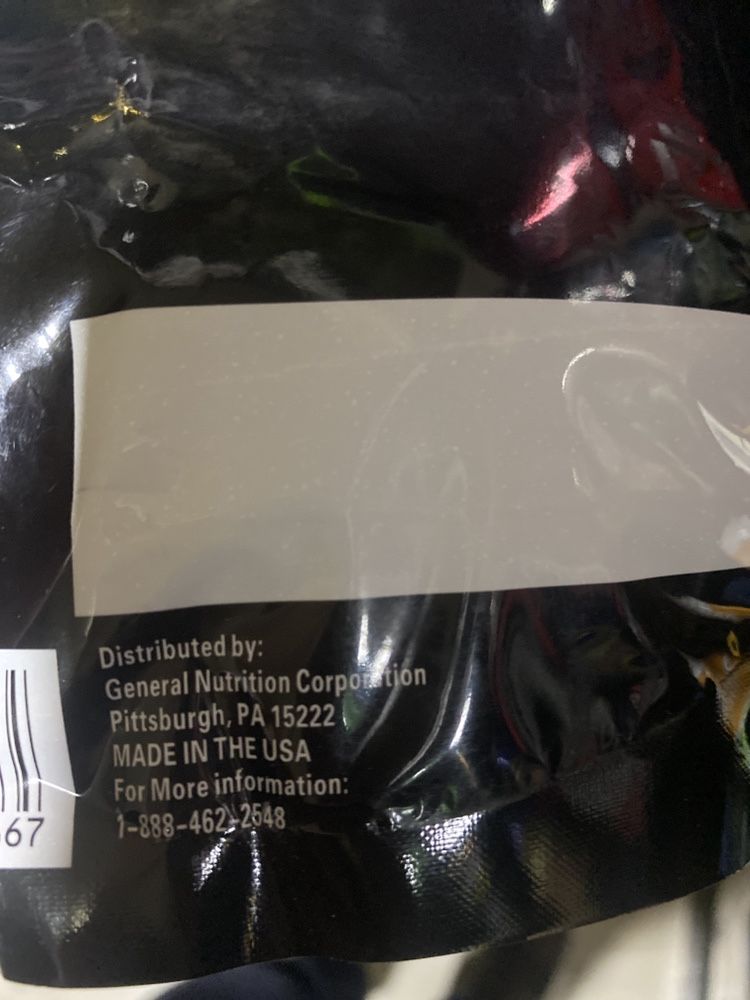 Distributed by:
General Nutrition Corporation
Pittsburgh, PA 15222
MADE IN THE USA
For More information:
1-888-462-2548
67